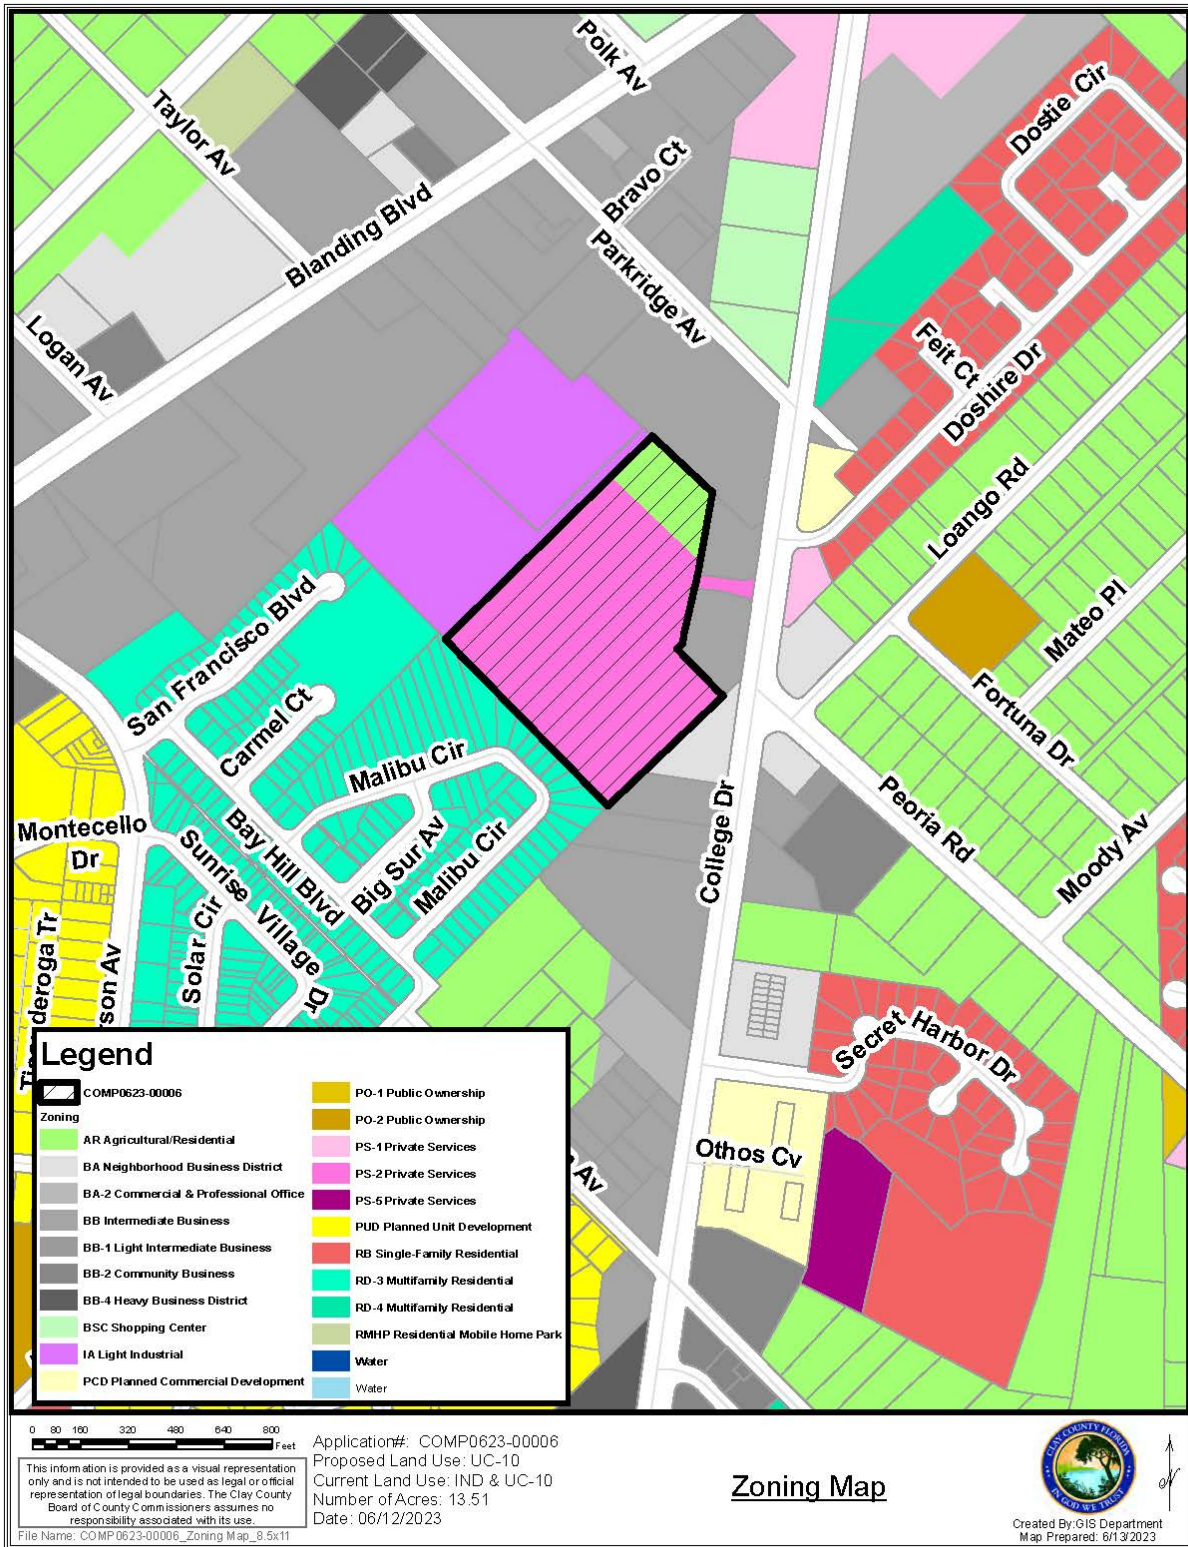 Polk Av
Taylor Av
Dostie Cir
Bravo Ct
Blanding Blvd
Parkridge Av
Logan Av
Feit Ct
Doshire Dr
Loango Rd
San Francisco Blvd
Mateo Pl
Carmel Ct
Fortuna Dr
Malibu Cir
Montecello
Dr
Bay Hill Blvd
Big Sur Av
Malibu Cir
College Dr
Peoria Rd
Moody Av
Sunrise
Village
Dr
Solar Cir
deroga Tr
rson Av
Secret Harbor Dr
Othos Cv
Av
Legend
COMP0623-00006
Zoning
AR Agricultural/Residential
BA Neighborhood Business District
BA-2 Commercial & Professional Office
BB Intermediate Business
BB-1 Light Intermediate Business
BB-2 Community Business
BB-4 Heavy Business District
BSC Shopping Center
IA Light Industrial
PCD Planned Commercial Development
PO-1 Public Ownership
PO-2 Public Ownership
PS-1 Private Services
PS-2 Private Services
PS-5 Private Services
PUD Planned Unit Development
RB Single-Family Residential
RD-3 Multifamily Residential
RD-4 Multifamily Residential
RMHP Residential Mobile Home Park
Water
Water
0 80 160 320 480 640 800
Feet
This information is provided as a visual representation
only and is not intended to be used as legal or official
representation of legal boundaries. The Clay County
Board of County Commissioners assumes no
responsibility associated with its use.
File Name: COMP0623-00006_Zoning Map_8.5x11
Application#: COMP0623-00006
Proposed Land Use: UC-10
Current Land Use: IND & UC-10
Number of Acres: 13.51
Date: 06/12/2023
Zoning Map
CLAY COUNTY FLORIDA
IN GOD WE TRUST
N
Created By:GIS Department
Map Prepared: 6/13/2023